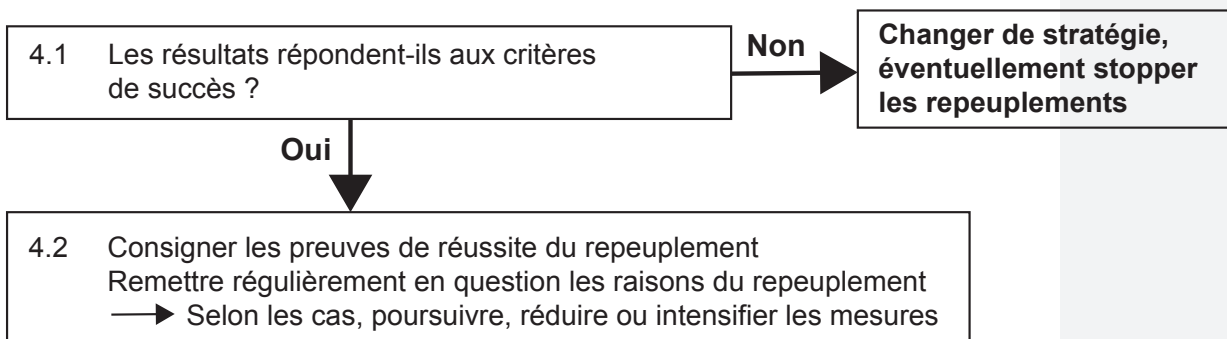 4.1 Les résultats répondent-ils aux critères
de succès ?
Non
Changer de stratégie,
éventuellement stopper
les repeuplements
Oui
4.2 Consigner les preuves de réussite du repeuplement
Remettre régulièrement en question les raisons du repeuplement
Selon les cas, poursuivre, réduire ou intensifier les mesures